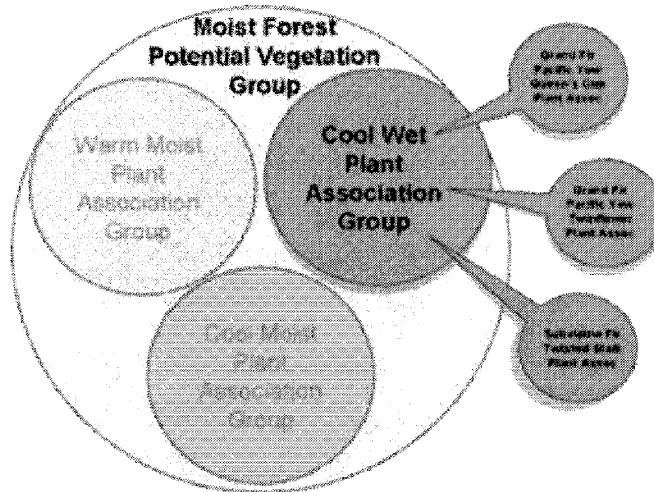 Moist Forest
Potential Vegetation
Group
Warm Moist
Plant
Association
Group
Cool Wet
Plant
Association
Group
Cool Moist
Plant
Association
Group
Grand Fir
Pacific Yew
Queen's Cup
Plant Assoc
Grand Fir
Pacific Yew
Plant Assoc
Subalpine Fir
Twisted Stalk
Plant Assoc